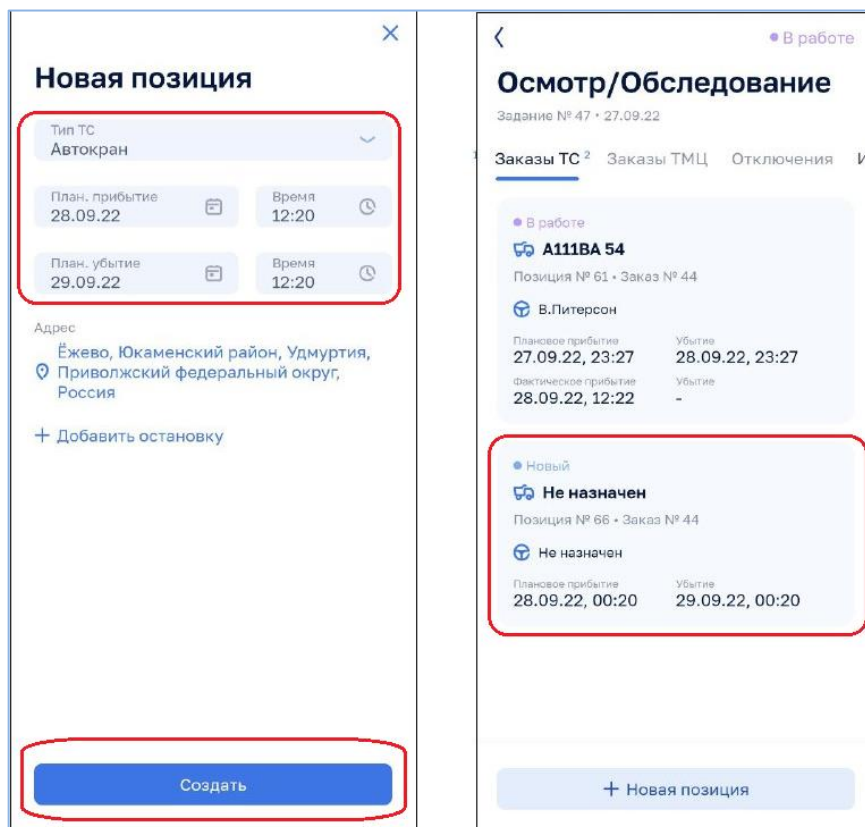 Новая позиция
Тип ТС
Автокран
План. прибытие
28.09.22
Время
12:20
План. убытие
29.09.22
Время
12:20
Адрес
Ёжево, Юкаменский район, Удмуртия,
Приволжский федеральный округ,
Россия
+ Добавить остановку
Создать
В работе
Осмотр/Обследование
Задание № 47 • 27.09.22
1 Заказы ТС 2 Заказы ТМЦ Отключения И
В работе
А111ВА 54
Позиция № 61 • Заказ № 44
В.Питерсон
Плановое прибытие Убытие
27.09.22, 23:27 28.09.22, 23:27
Фактическое прибытие Убытие
28.09.22, 12:22 -
Новый
Не назначен
Позиция № 66 • Заказ № 44
Не назначен
Плановое прибытие Убытие
28.09.22, 00:20 29.09.22, 00:20
+ Новая позиция